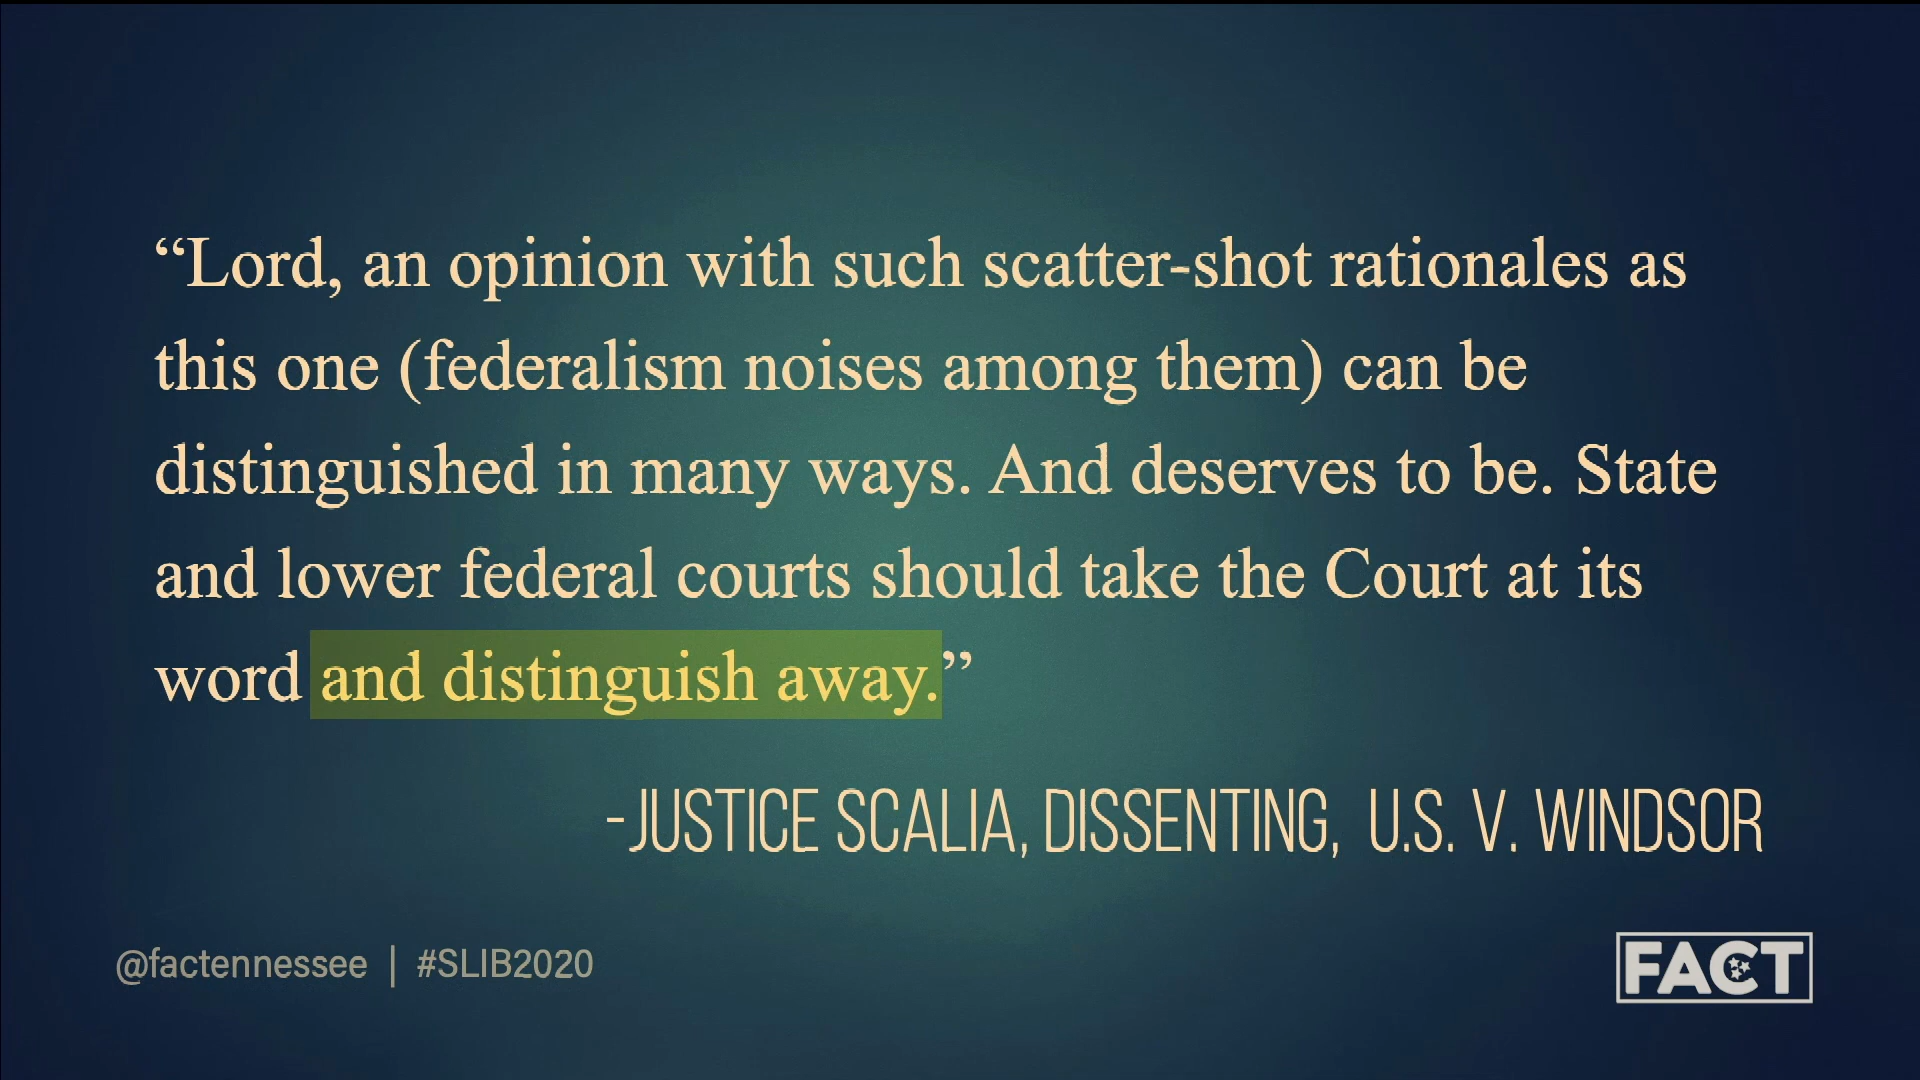 “Lord, an opinion with such scatter-shot rationales as
this one (federalism noises among them) can be
distinguished in many ways. And deserves to be. State
and lower federal courts should take the Court at its
word and distinguish away.”
-JUSTICE SCALIA, DISSENTING, U.S. V. WINDSOR
@factennessee | #SLIB2020
FACT